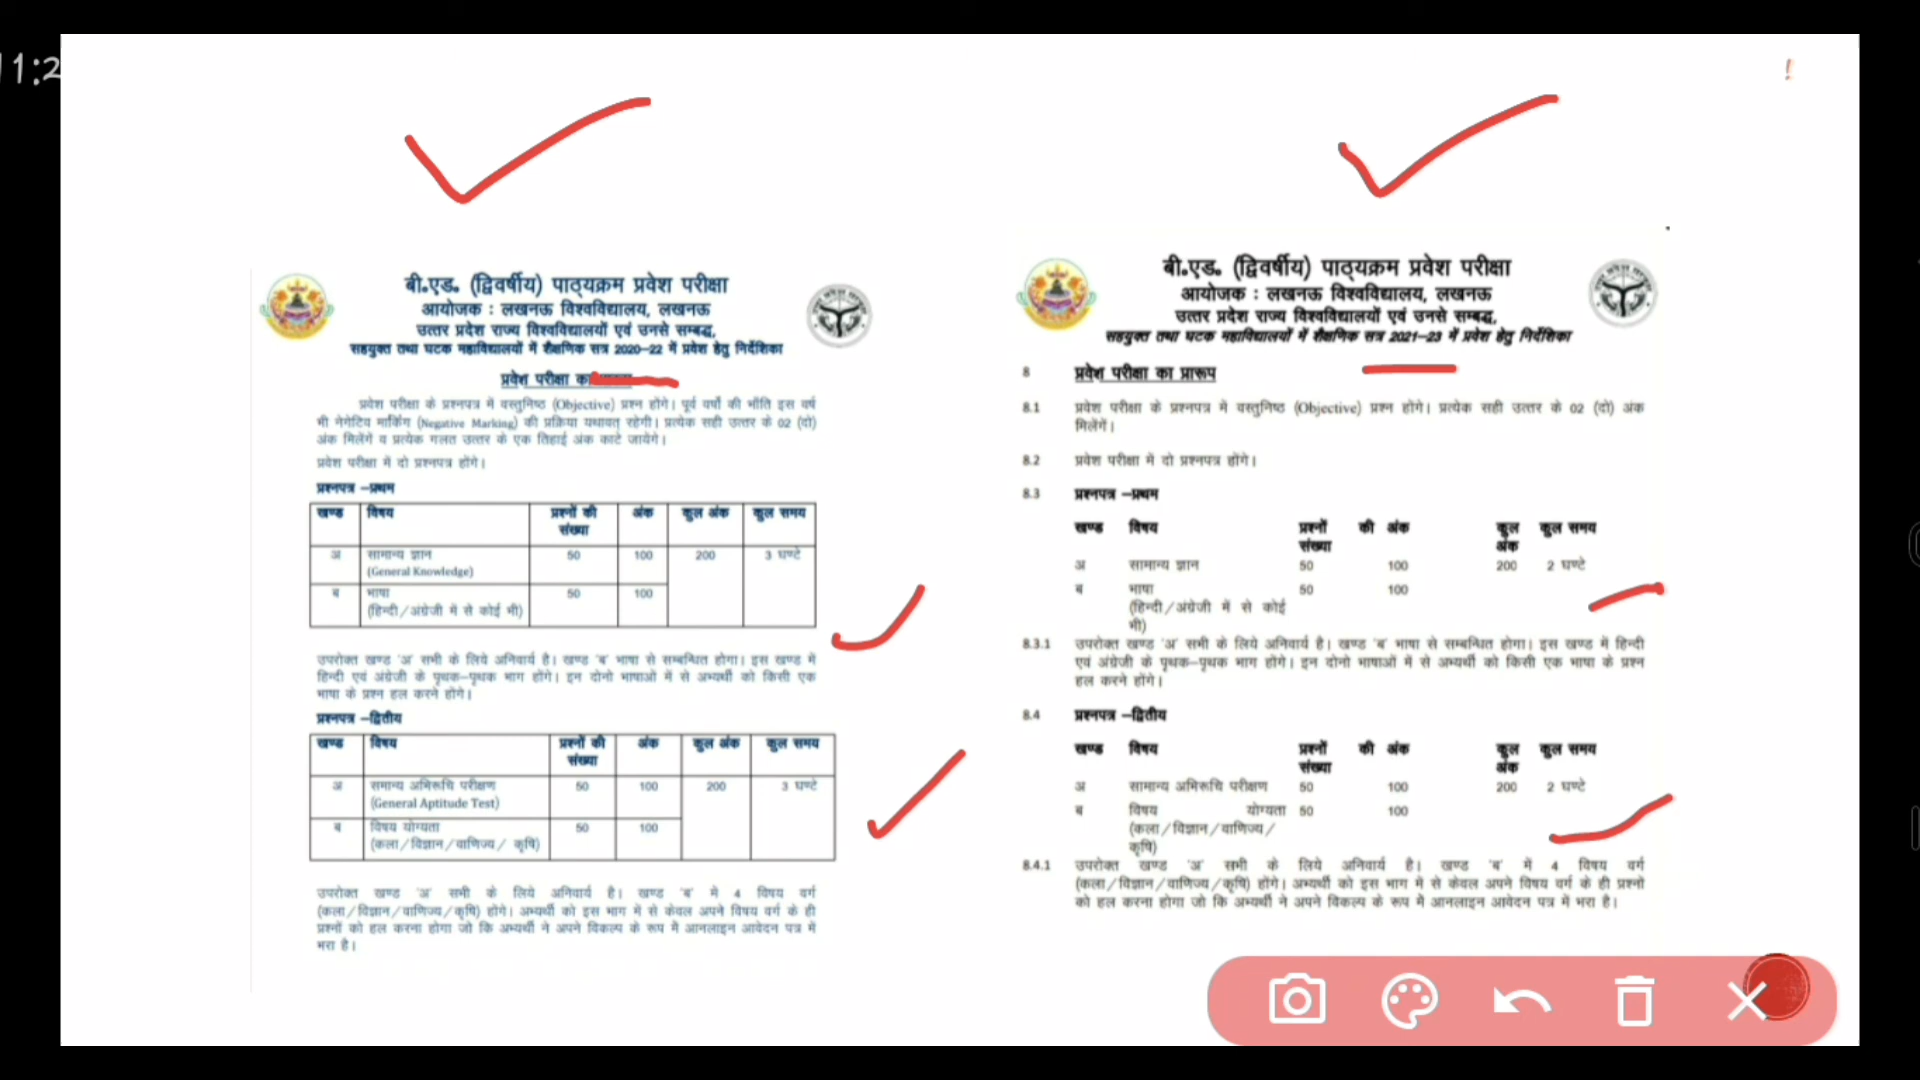 11:2
!
बी.एड. (द्विवर्षीय) पाठ्यक्रम प्रवेश परीक्षा
आयोजक : लखनऊ विश्वविद्यालय, लखनऊ
उत्तर प्रदेश राज्य विश्वविद्यालयों एवं उनसे सम्बद्ध,
सहयुक्त तथा घटक महाविद्यालयों में शैक्षणिक सत्र 2020-22 में प्रवेश हेतु निर्देशिका
प्रवेश परीक्षा का
प्रवेश परीक्षा के प्रश्नपत्र में वस्तुनिष्ठ (Objective) प्रश्न होंगे। पूर्व वर्षों की भाँति इस वर्ष
भी नेगेटिव मार्किंग (Negative Marking) की प्रक्रिया यथावत् रहेगी। प्रत्येक सही उत्तर के 02 (दो)
अंक मिलेंगे व प्रत्येक गलत उत्तर के एक तिहाई अंक काटे जायेगे।
प्रवेश परीक्षा में दो प्रश्नपत्र होंगे।
प्रश्नपत्र –प्रथम
खण्ड विषय प्रश्नों की अंक कुल अंक कुल समय
संख्या
अ सामान्य ज्ञान 50 100 200 3 घण्टे
(General Knowledge)
ब भाषा 50 100
(हिन्दी/अंग्रेजी में से कोई भी)
उपरोक्त खण्ड 'अ' सभी के लिये अनिवार्य है। खण्ड 'ब' भाषा से सम्बन्धित होगा। इस खण्ड में
हिन्दी एवं अंग्रेजी के पृथक–पृथक भाग होंगे। इन दोनों भाषाओं में से अभ्यर्थी को किसी एक
भाषा के प्रश्न हल करने होंगे।
प्रश्नपत्र –द्वितीय
खण्ड विषय प्रश्नों की अंक कुल अंक कुल समय
संख्या
अ सामान्य अभिरूचि परीक्षण 50 100 200 3 घण्टे
(General Aptitude Test)
ब विषय योग्यता 50 100
(कला/विज्ञान/वाणिज्य/ कृषि)
उपरोक्त खण्ड 'अ' सभी के लिये अनिवार्य है। खण्ड 'ब' में 4 विषय वर्ग
(कला/विज्ञान/वाणिज्य/कृषि) होंगे। अभ्यर्थी को इस भाग में से केवल अपने विषय वर्ग के ही
प्रश्नों को हल करना होगा जो कि अभ्यर्थी ने अपने विकल्प के रूप में आनलाइन आवेदन पत्र में
भरा है।
बी.एड. (द्विवर्षीय) पाठ्यक्रम प्रवेश परीक्षा
आयोजक : लखनऊ विश्वविद्यालय, लखनऊ
उत्तर प्रदेश राज्य विश्वविद्यालयों एवं उनसे सम्बद्ध,
सहयुक्त तथा घटक महाविद्यालयों में शैक्षणिक सत्र 2021-23 में प्रवेश हेतु निर्देशिका
8 प्रवेश परीक्षा का प्रारूप
8.1 प्रवेश परीक्षा के प्रश्नपत्र में वस्तुनिष्ठ (Objective) प्रश्न होंगे। प्रत्येक सही उत्तर के 02 (दो) अंक
मिलेगें।
8.2 प्रवेश परीक्षा में दो प्रश्नपत्र होंगे।
8.3 प्रश्नपत्र –प्रथम
खण्ड विषय प्रश्नों की अंक कुल कुल समय
संख्या अंक
अ सामान्य ज्ञान 50 100 200 2 घण्टे
ब भाषा 50 100
(हिन्दी/अंग्रेजी में से कोई
भी)
8.3.1 उपरोक्त खण्ड 'अ' सभी के लिये अनिवार्य है। खण्ड 'ब' भाषा से सम्बन्धित होगा। इस खण्ड में हिन्दी
एवं अंग्रेजी के पृथक–पृथक भाग होंगे। इन दोनो भाषाओं में से अभ्यर्थी को किसी एक भाषा के प्रश्न
हल करने होंगे।
8.4 प्रश्नपत्र –द्वितीय
खण्ड विषय प्रश्नों की अंक कुल कुल समय
संख्या अंक
अ सामान्य अभिरूचि परीक्षण 50 100 200 2 घण्टे
ब विषय योग्यता 50 100
(कला/विज्ञान/वाणिज्य/
कृषि)
8.4.1 उपरोक्त खण्ड 'अ' सभी के लिये अनिवार्य है। खण्ड 'ब' में 4 विषय वर्ग
(कला/विज्ञान/वाणिज्य/कृषि) होंगे। अभ्यर्थी को इस भाग में से केवल अपने विषय वर्ग के ही प्रश्नों
को हल करना होगा जो कि अभ्यर्थी ने अपने विकल्प के रूप में आनलाइन आवेदन पत्र में भरा है।